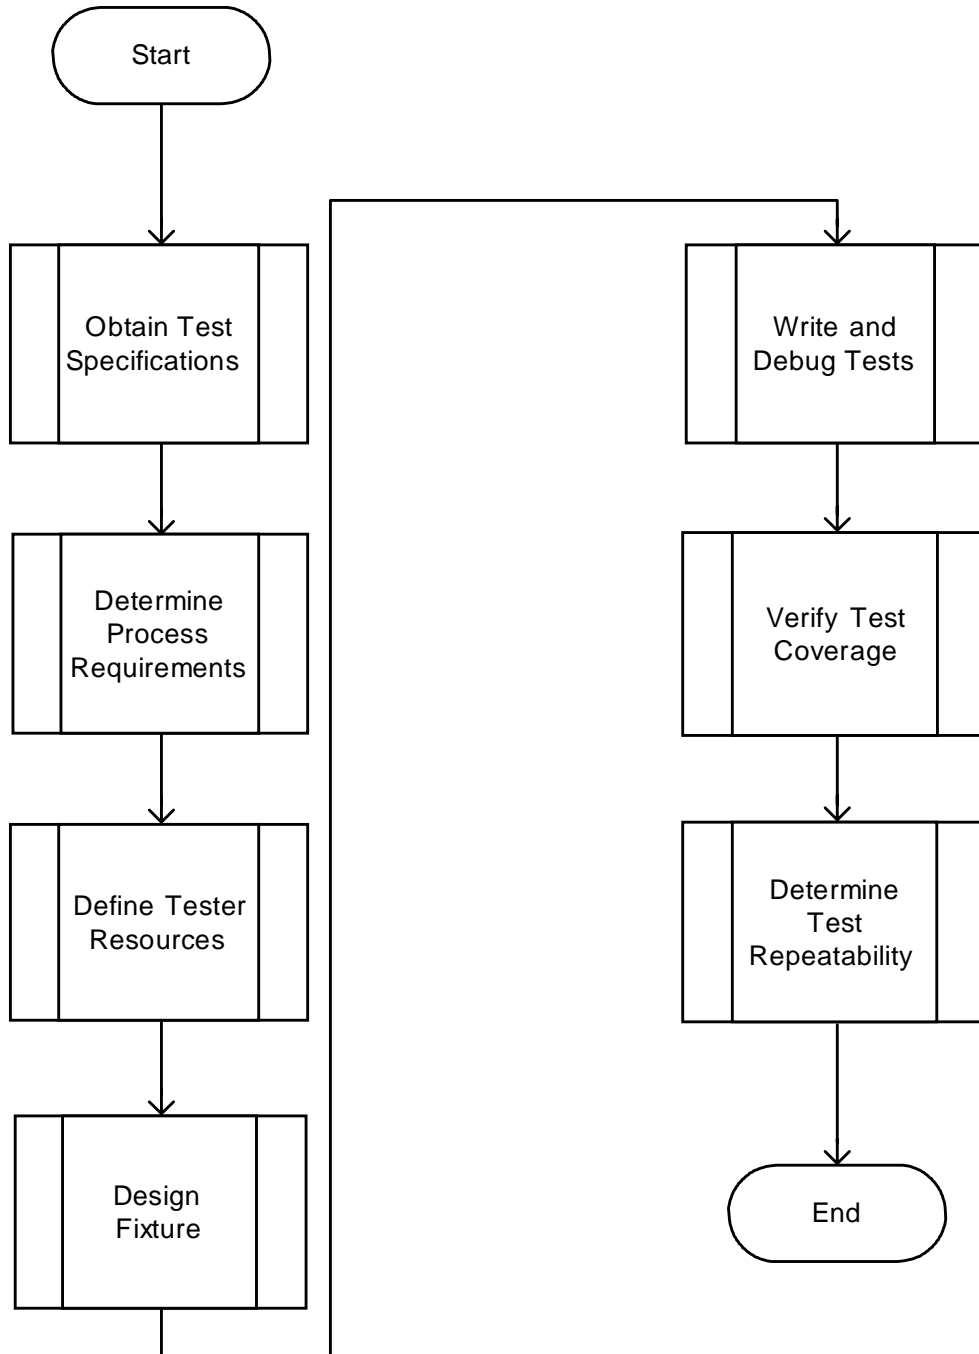 Start
Obtain Test
Specifications
Determine
Process
Requirements
Define Tester
Resources
Design
Fixture
Write and
Debug Tests
Verify Test
Coverage
Determine
Test
Repeatability
End